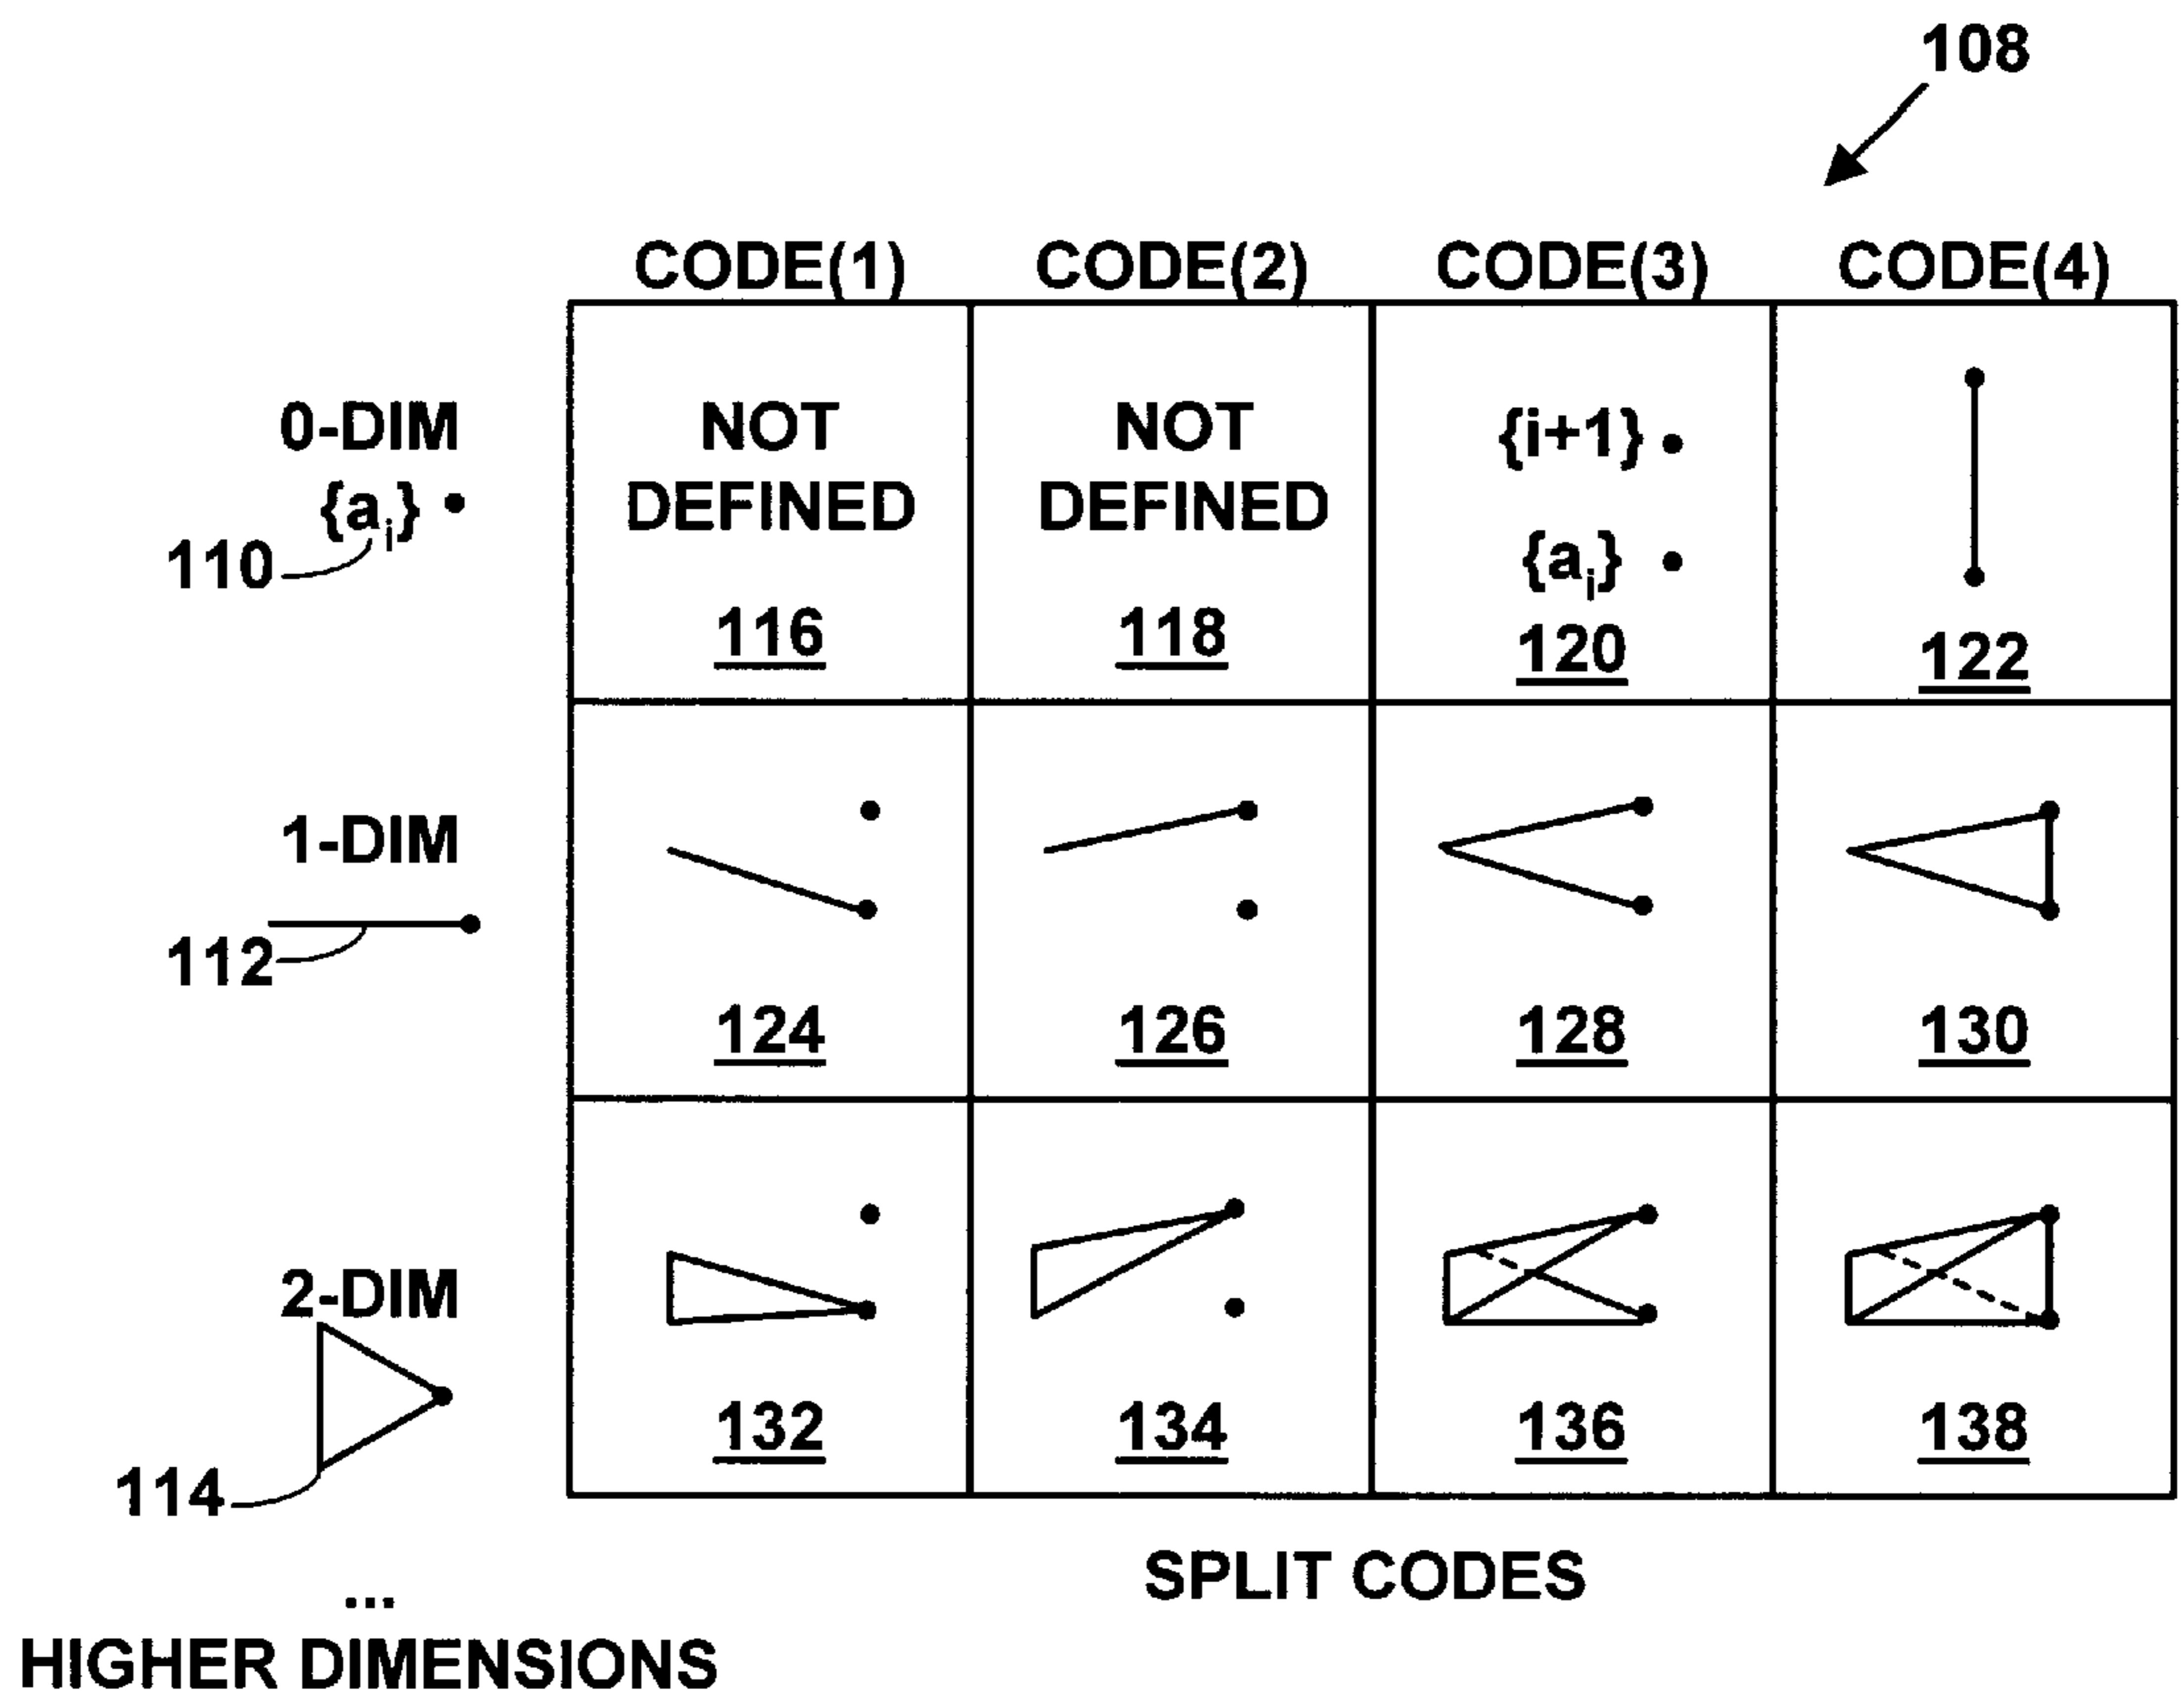 108
CODE(1) CODE(2) CODE(3) CODE(4)
0-DIM
{ai}
110
NOT
DEFINED
116
NOT
DEFINED
118
{i+1}
{ai}
120
122
1-DIM
112
124
126
128
130
2-DIM
114
132
134
136
138
SPLIT CODES
...
HIGHER DIMENSIONS